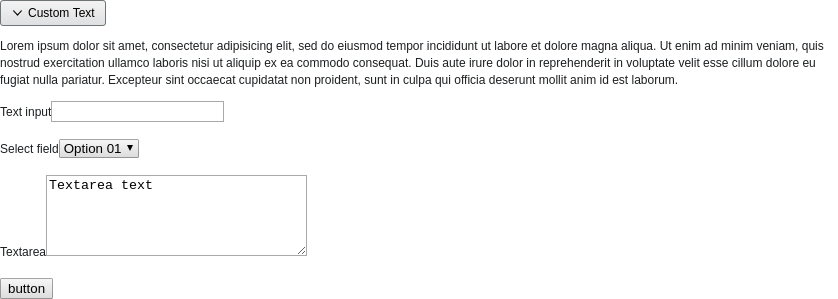 Custom Text
Lorem ipsum dolor sit amet, consectetur adipisicing elit, sed do eiusmod tempor incididunt ut labore et dolore magna aliqua. Ut enim ad minim veniam, quis
nostrud exercitation ullamco laboris nisi ut aliquip ex ea commodo consequat. Duis aute irure dolor in reprehenderit in voluptate velit esse cillum dolore eu
fugiat nulla pariatur. Excepteur sint occaecat cupidatat non proident, sunt in culpa qui officia deserunt mollit anim id est laborum.
Text input
Select field Option 01
Textarea text
Textarea
button